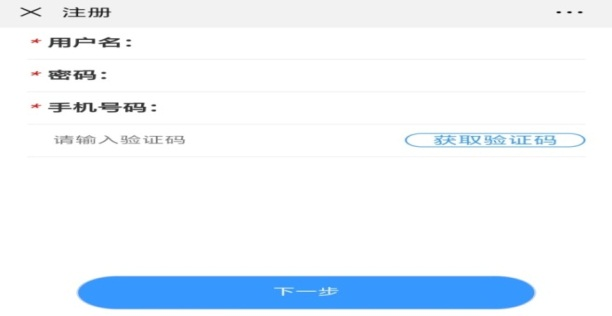 注册
* 用户名：
* 密码：
* 手机号码：
请输入验证码 获取验证码
下一步